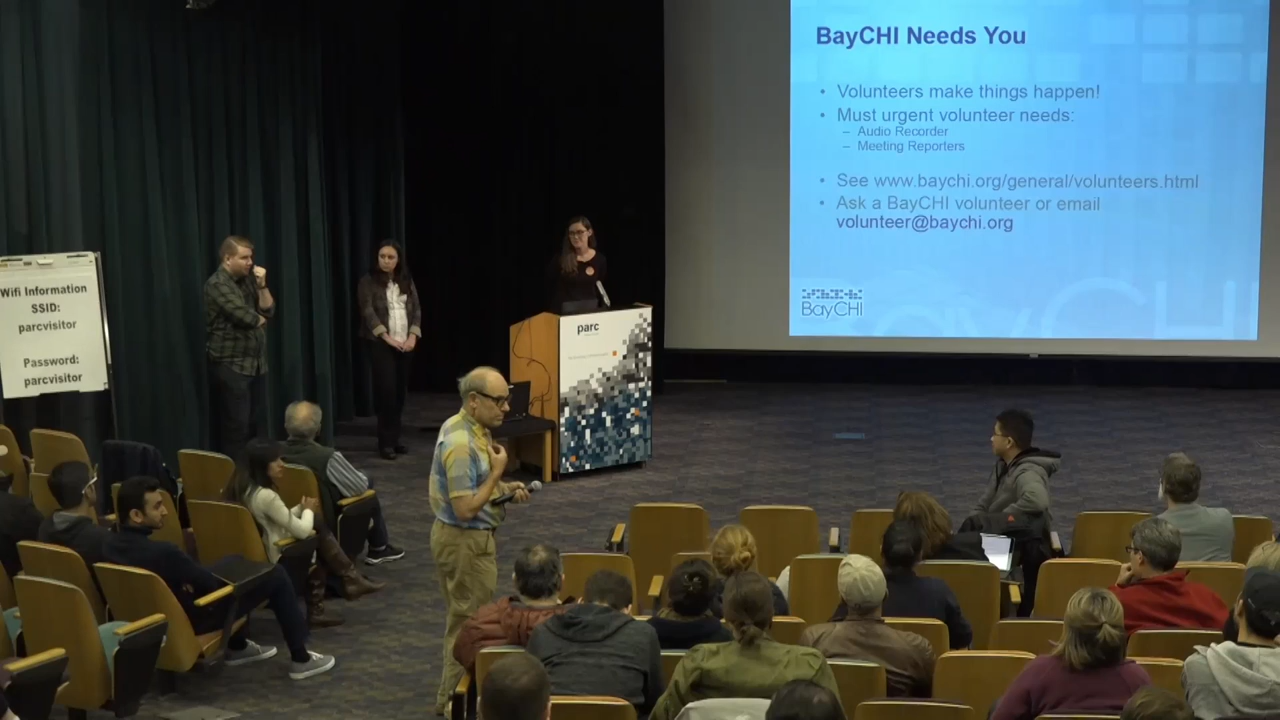 BayCHI Needs You
• Volunteers make things happen!
• Must urgent volunteer needs:
– Audio Recorder
– Meeting Reporters
• See www.baychi.org/general/volunteers.html
• Ask a BayCHI volunteer or email
volunteer@baychi.org
BayCHI
BayCHI
Wifi Information
SSID:
parcvisitor
Password:
parcvisitor
parc